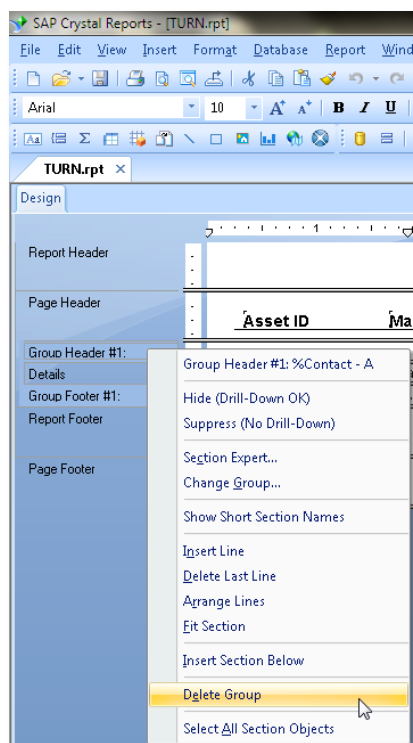 SAP Crystal Reports - [TURN.rpt]
File Edit View Insert Format Database Report Wind
Arial 10 A A B I U
Aa Σ
TURN.rpt ×
Design
1
Report Header
Page Header
Asset ID Ma
Group Header #1:
Details
Group Footer #1:
Report Footer
Page Footer
Group Header #1: %Contact - A
Hide (Drill-Down OK)
Suppress (No Drill-Down)
Section Expert...
Change Group...
Show Short Section Names
Insert Line
Delete Last Line
Arrange Lines
Fit Section
Insert Section Below
Delete Group
Select All Section Objects